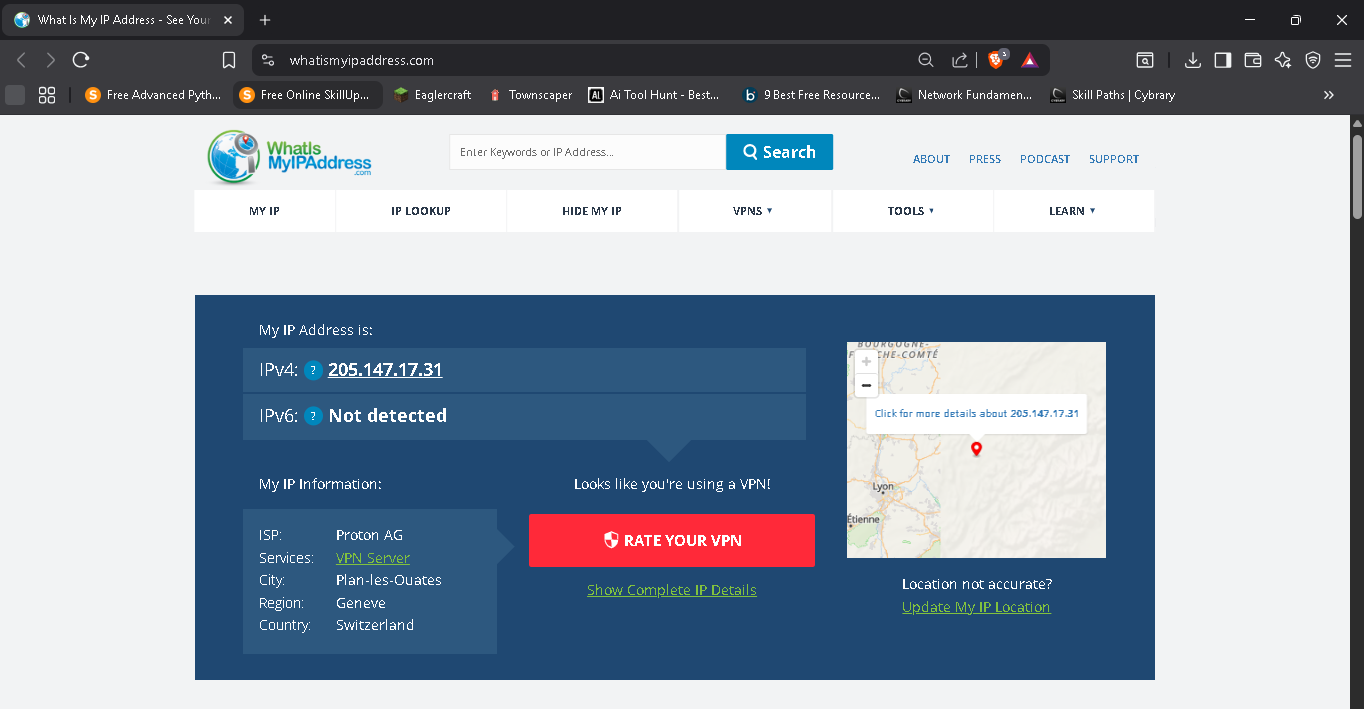 What Is My IP Address - See Your
whatismyipaddress.com
3
Free Advanced Pyth...
Free Online SkillUp...
Eaglercraft
Townscaper
AI
Ai Tool Hunt - Best...
b
9 Best Free Resource...
Network Fundamen...
Skill Paths | Cybrary
WhatIs
MyIPAddress
.com
Enter Keywords or IP Address...
Search
ABOUT
PRESS
PODCAST
SUPPORT
MY IP
IP LOOKUP
HIDE MY IP
VPNS
TOOLS
LEARN
My IP Address is:
IPv4: ? 205.147.17.31
IPv6: ? Not detected
My IP Information:
ISP: Proton AG
Services: VPN Server
City: Plan-les-Ouates
Region: Geneve
Country: Switzerland
Looks like you're using a VPN!
RATE YOUR VPN
Show Complete IP Details
BOURGOGNE-
FRANCHE-COMTÉ
+
−
Click for more details about 205.147.17.31
Lyon
Étienne
Location not accurate?
Update My IP Location